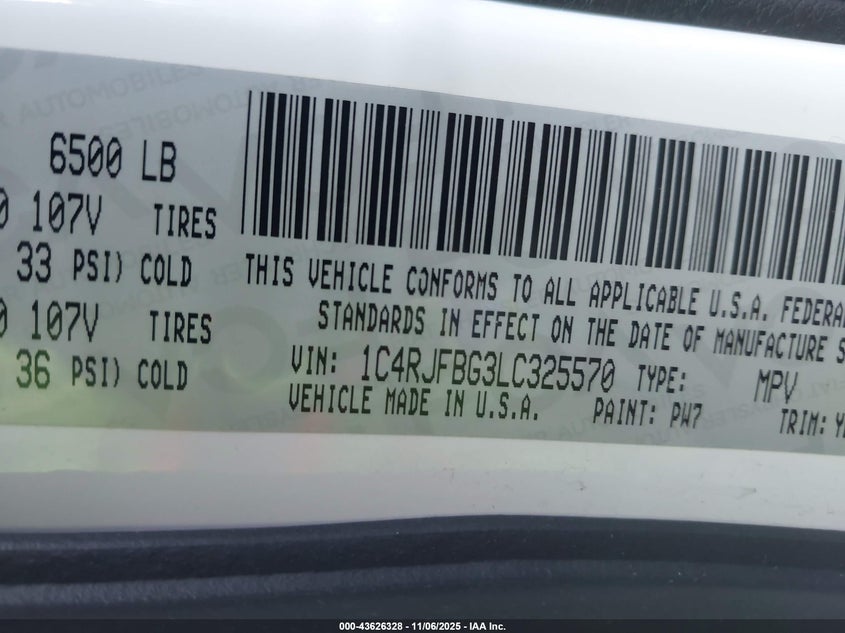 6500 LB
107V TIRES
33 PSI) COLD
107V TIRES
36 PSI) COLD
THIS VEHICLE CONFORMS TO ALL APPLICABLE U.S.A. FEDERAL
STANDARDS IN EFFECT ON THE DATE OF MANUFACTURE
VIN: 1C4RJFBG3LC325570 TYPE: MPV
VEHICLE MADE IN U.S.A. PAINT: PW7 TRIM:
000-43626328 - 11/06/2025 - IAA Inc.